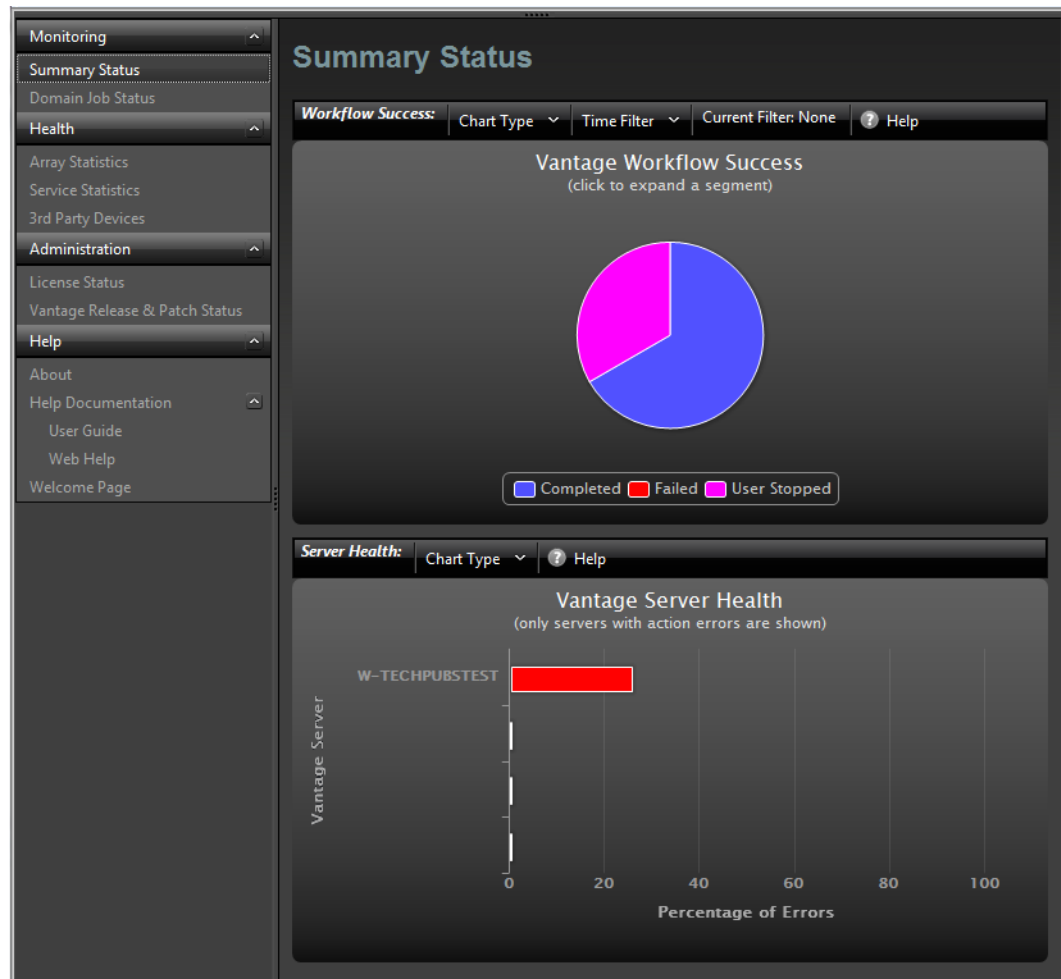 Monitoring
Summary Status
Domain Job Status
Health
Array Statistics
Service Statistics
3rd Party Devices
Administration
License Status
Vantage Release & Patch Status
Help
About
Help Documentation
User Guide
Web Help
Welcome Page
Summary Status
Workflow Success: Chart Type Time Filter Current Filter: None ? Help
Vantage Workflow Success
(click to expand a segment)
Completed Failed User Stopped
Server Health: Chart Type ? Help
Vantage Server Health
(only servers with action errors are shown)
Vantage Server
W-TECHPUBSTEST
0 20 40 60 80 100
Percentage of Errors